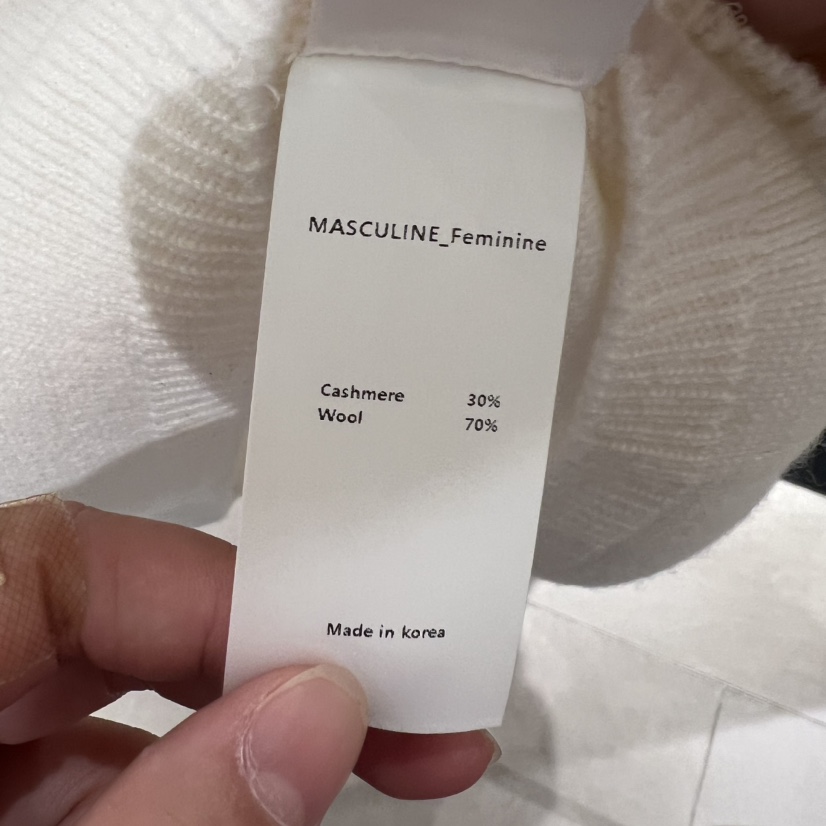 MASCULINE_Feminine
Cashmere 30%
Wool 70%
Made in korea